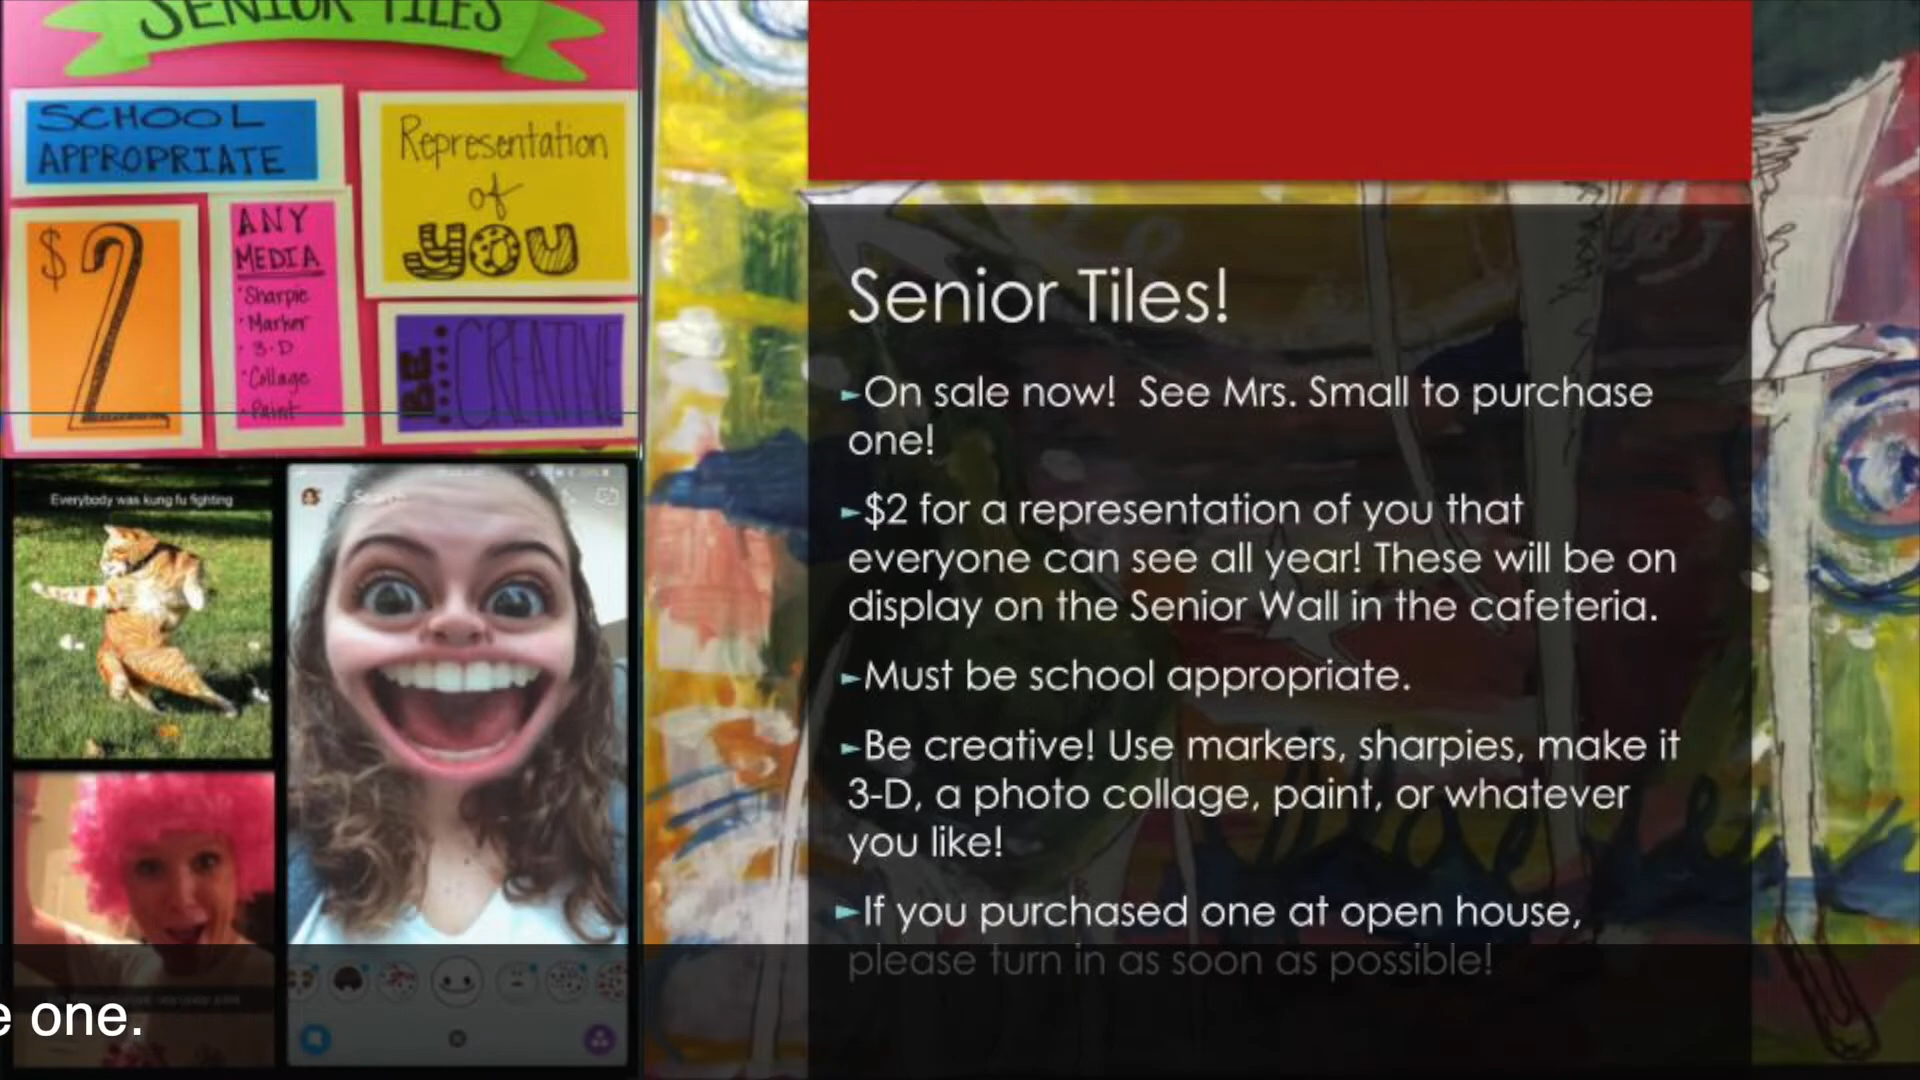 SENIOR TILES
SCHOOL
APPROPRIATE
Representation
of
you
$2
ANY
MEDIA
• Sharpie
• Marker
• 3-D
• Collage
• Paint
BE
CREATIVE
Everybody was kung fu fighting
Senior Tiles!
►On sale now!  See Mrs. Small to purchase
one!
►$2 for a representation of you that
everyone can see all year! These will be on
display on the Senior Wall in the cafeteria.
►Must be school appropriate.
►Be creative! Use markers, sharpies, make it
3-D, a photo collage, paint, or whatever
you like!
►If you purchased one at open house,
please turn in as soon as possible!
e one.